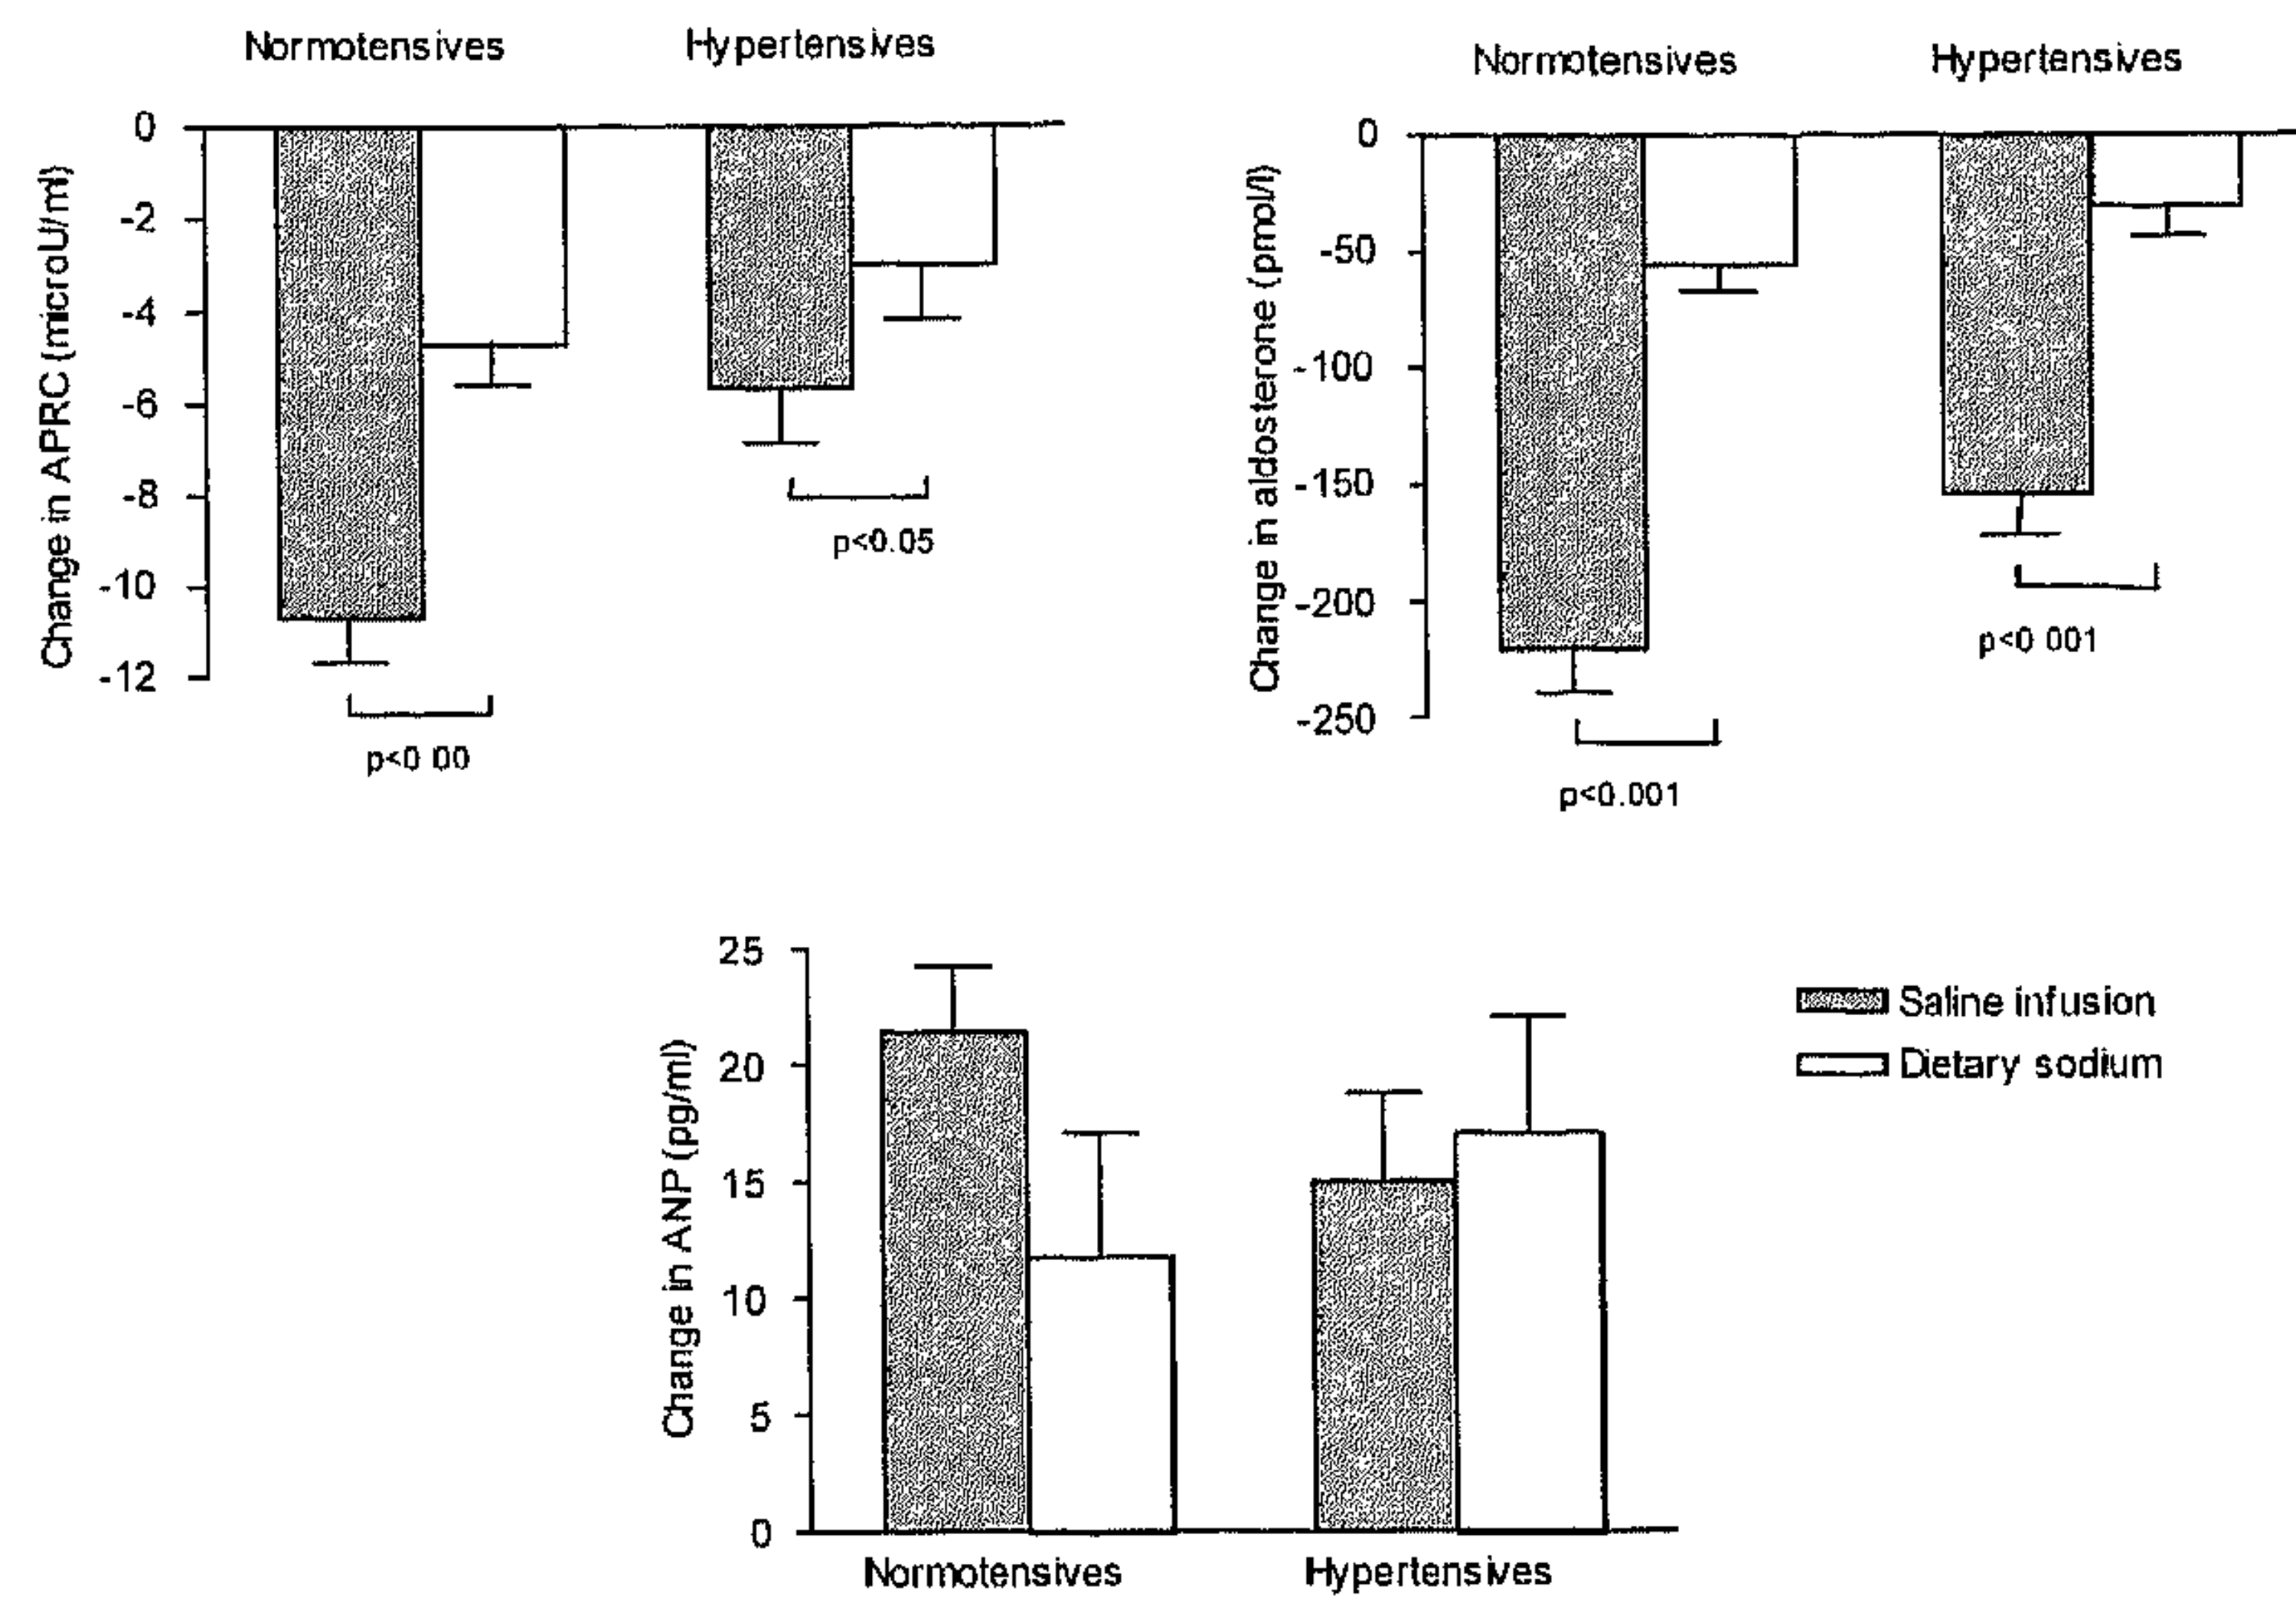 Normotensives Hypertensives
Change in APRC (microU/ml)
0
-2
-4
-6
-8
-10
-12
p<0.05
p<0 00
Normotensives Hypertensives
Change in aldosterone (pmol/l)
0
-50
-100
-150
-200
-250
p<0 001
p<0.001
Change in ANP (pg/ml)
25
20
15
10
5
0
Normotensives Hypertensives
Saline infusion
Dietary sodium